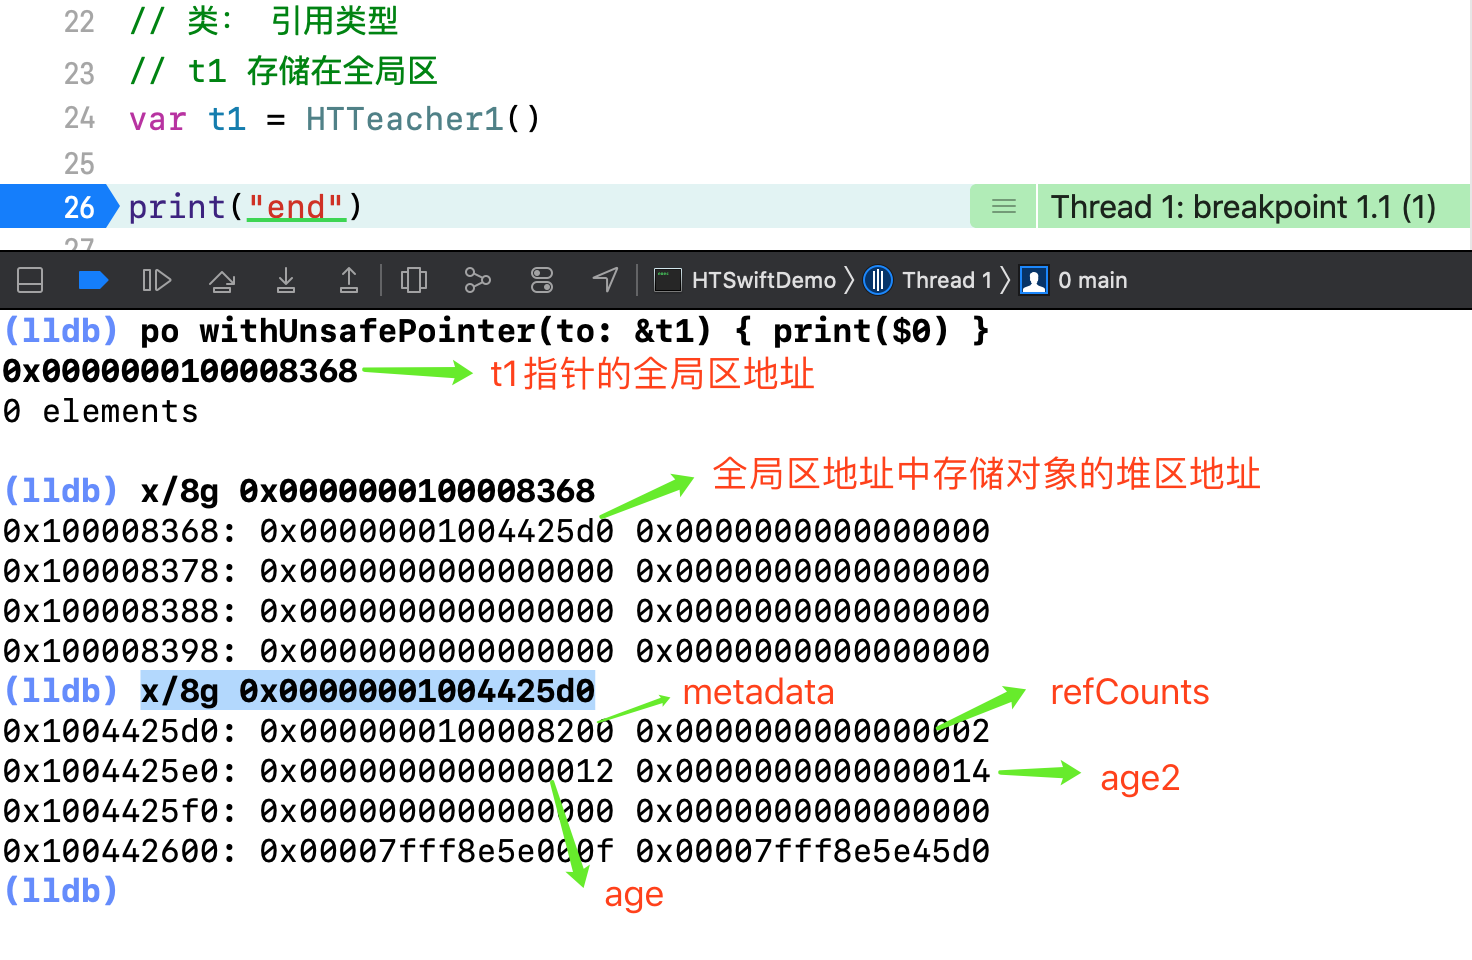 22 // 类： 引用类型
23 // t1 存储在全局区
24 var t1 = HTTeacher1()
25
26 print("end") Thread 1: breakpoint 1.1 (1)
27
HTSwiftDemo 〉 Thread 1 〉 0 main
(lldb) po withUnsafePointer(to: &t1) { print($0) }
0x0000000100008368 t1指针的全局区地址
0 elements
全局区地址中存储对象的堆区地址
(lldb) x/8g 0x0000000100008368
0x100008368: 0x00000001004425d0 0x0000000000000000
0x100008378: 0x0000000000000000 0x0000000000000000
0x100008388: 0x0000000000000000 0x0000000000000000
0x100008398: 0x0000000000000000 0x0000000000000000
(lldb) x/8g 0x00000001004425d0 metadata refCounts
0x1004425d0: 0x0000000100008200 0x0000000000000002
0x1004425e0: 0x0000000000000012 0x0000000000000014 age2
0x1004425f0: 0x0000000000000000 0x0000000000000000
0x100442600: 0x00007fff8e5e000f 0x00007fff8e5e45d0
(lldb) age